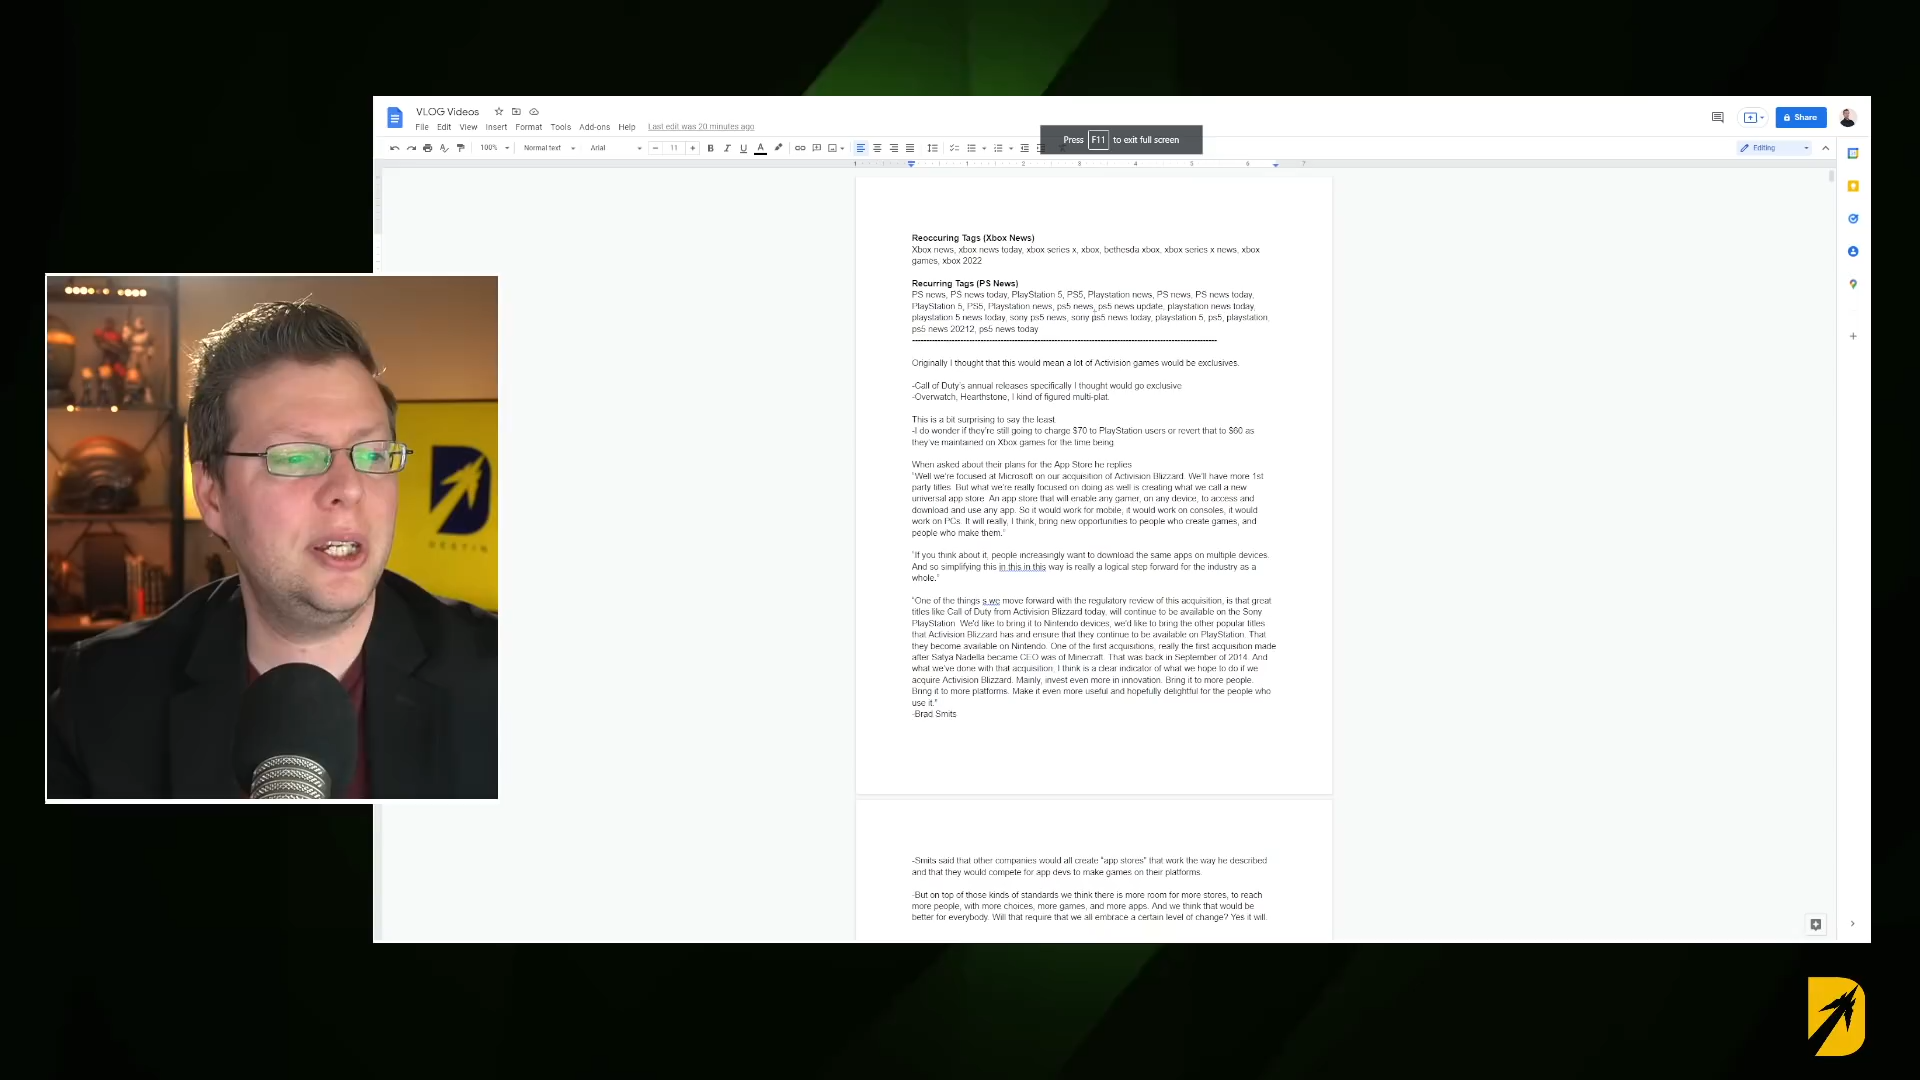 VLOG Videos
File Edit View Insert Format Tools Add-ons Help Last edit was 20 minutes ago
Share
Press F11 to exit full screen
100% Normal text Arial 11
Editing
Reoccuring Tags (Xbox News)
Xbox news, xbox news today, xbox series x, xbox, bethesda xbox, xbox series x news, xbox
games, xbox 2022
Recurring Tags (PS News)
PS news, PS news today, PlayStation 5, PS5, Playstation news, PS news, PS news today,
PlayStation 5, PS5, Playstation news, ps5 news, ps5 news update, playstation news today,
playstation 5 news today, sony ps5 news, sony ps5 news today, playstation 5, ps5, playstation,
ps5 news 20212, ps5 news today
Originally I thought that this would mean a lot of Activision games would be exclusives.
-Call of Duty's annual releases specifically I thought would go exclusive
-Overwatch, Hearthstone, I kind of figured multi-plat.
This is a bit surprising to say the least.
-I do wonder if they're still going to charge $70 to PlayStation users or revert that to $60 as
they've maintained on Xbox games for the time being
When asked about their plans for the App Store he replies
"Well we're focused at Microsoft on our acquisition of Activision Blizzard. We'll have more 1st
party titles. But what we're really focused on doing as well is creating what we call a new
universal app store. An app store that will enable any gamer, on any device, to access and
download and use any app. So it would work for mobile, it would work on consoles, it would
work on PCs. It will really, I think, bring new opportunities to people who create games, and
people who make them."
"If you think about it, people increasingly want to download the same apps on multiple devices.
And so simplifying this in this in this way is really a logical step forward for the industry as a
whole."
"One of the things s we move forward with the regulatory review of this acquisition, is that great
titles like Call of Duty from Activision Blizzard today, will continue to be available on the Sony
PlayStation. We'd like to bring it to Nintendo devices, we'd like to bring the other popular titles
that Activision Blizzard has and ensure that they continue to be available on PlayStation. That
they become available on Nintendo. One of the first acquisitions, really the first acquisition made
after Satya Nadella became CEO was of Minecraft. That was back in September of 2014. And
what we've done with that acquisition, I think is a clear indicator of what we hope to do if we
acquire Activision Blizzard. Mainly, invest even more in innovation. Bring it to more people.
Bring it to more platforms. Make it even more useful and hopefully delightful for the people who
use it."
-Brad Smits
-Smits said that other companies would all create "app stores" that work the way he described
and that they would compete for app devs to make games on their platforms.
-But on top of those kinds of standards we think there is more room for more stores, to reach
more people, with more choices, more games, and more apps. And we think that would be
better for everybody. Will that require that we all embrace a certain level of change? Yes it will.
D
DESTIN
D